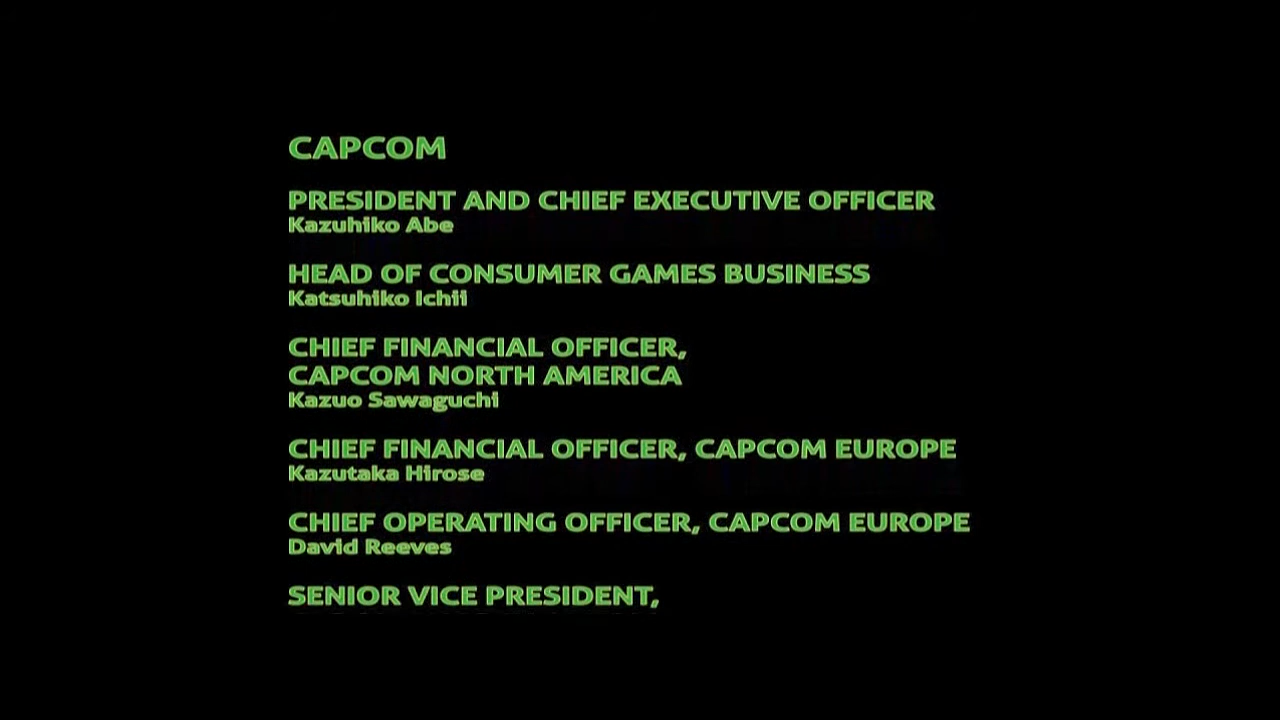 CAPCOM
PRESIDENT AND CHIEF EXECUTIVE OFFICER
Kazuhiko Abe
HEAD OF CONSUMER GAMES BUSINESS
Katsuhiko Ichii
CHIEF FINANCIAL OFFICER,
CAPCOM NORTH AMERICA
Kazuo Sawaguchi
CHIEF FINANCIAL OFFICER, CAPCOM EUROPE
Kazutaka Hirose
CHIEF OPERATING OFFICER, CAPCOM EUROPE
David Reeves
SENIOR VICE PRESIDENT,